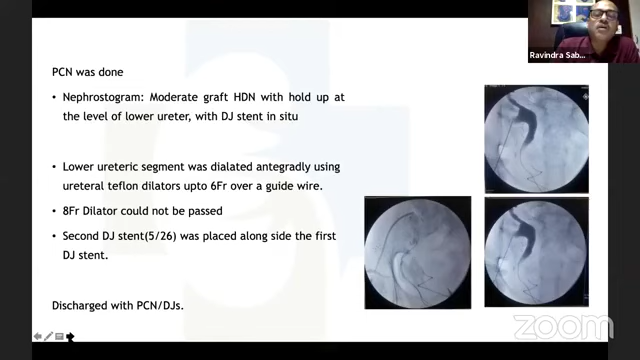 PCN was done
• Nephrostogram: Moderate graft HDN with hold up at
the level of lower ureter, with DJ stent in situ
• Lower ureteric segment was dialated antegradly using
ureteral teflon dilators upto 6Fr over a guide wire.
• 8Fr Dilator could not be passed
• Second DJ stent(5/26) was placed along side the first
DJ stent.
Discharged with PCN/DJs.
Ravindra Sab...
zoom